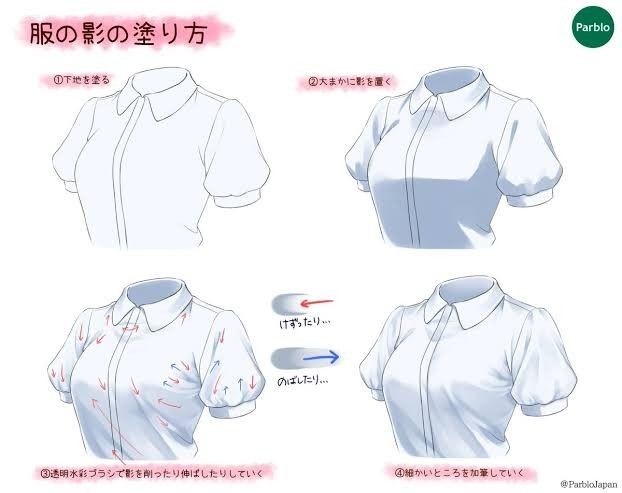 服の影の塗り方
Parblo
①下地を塗る
②大まかに影を置く
けずったり...
のばしたり...
③透明水彩ブラシで影を削ったり伸ばしたりしていく
④細かいところを加筆していく
@ParbloJapan